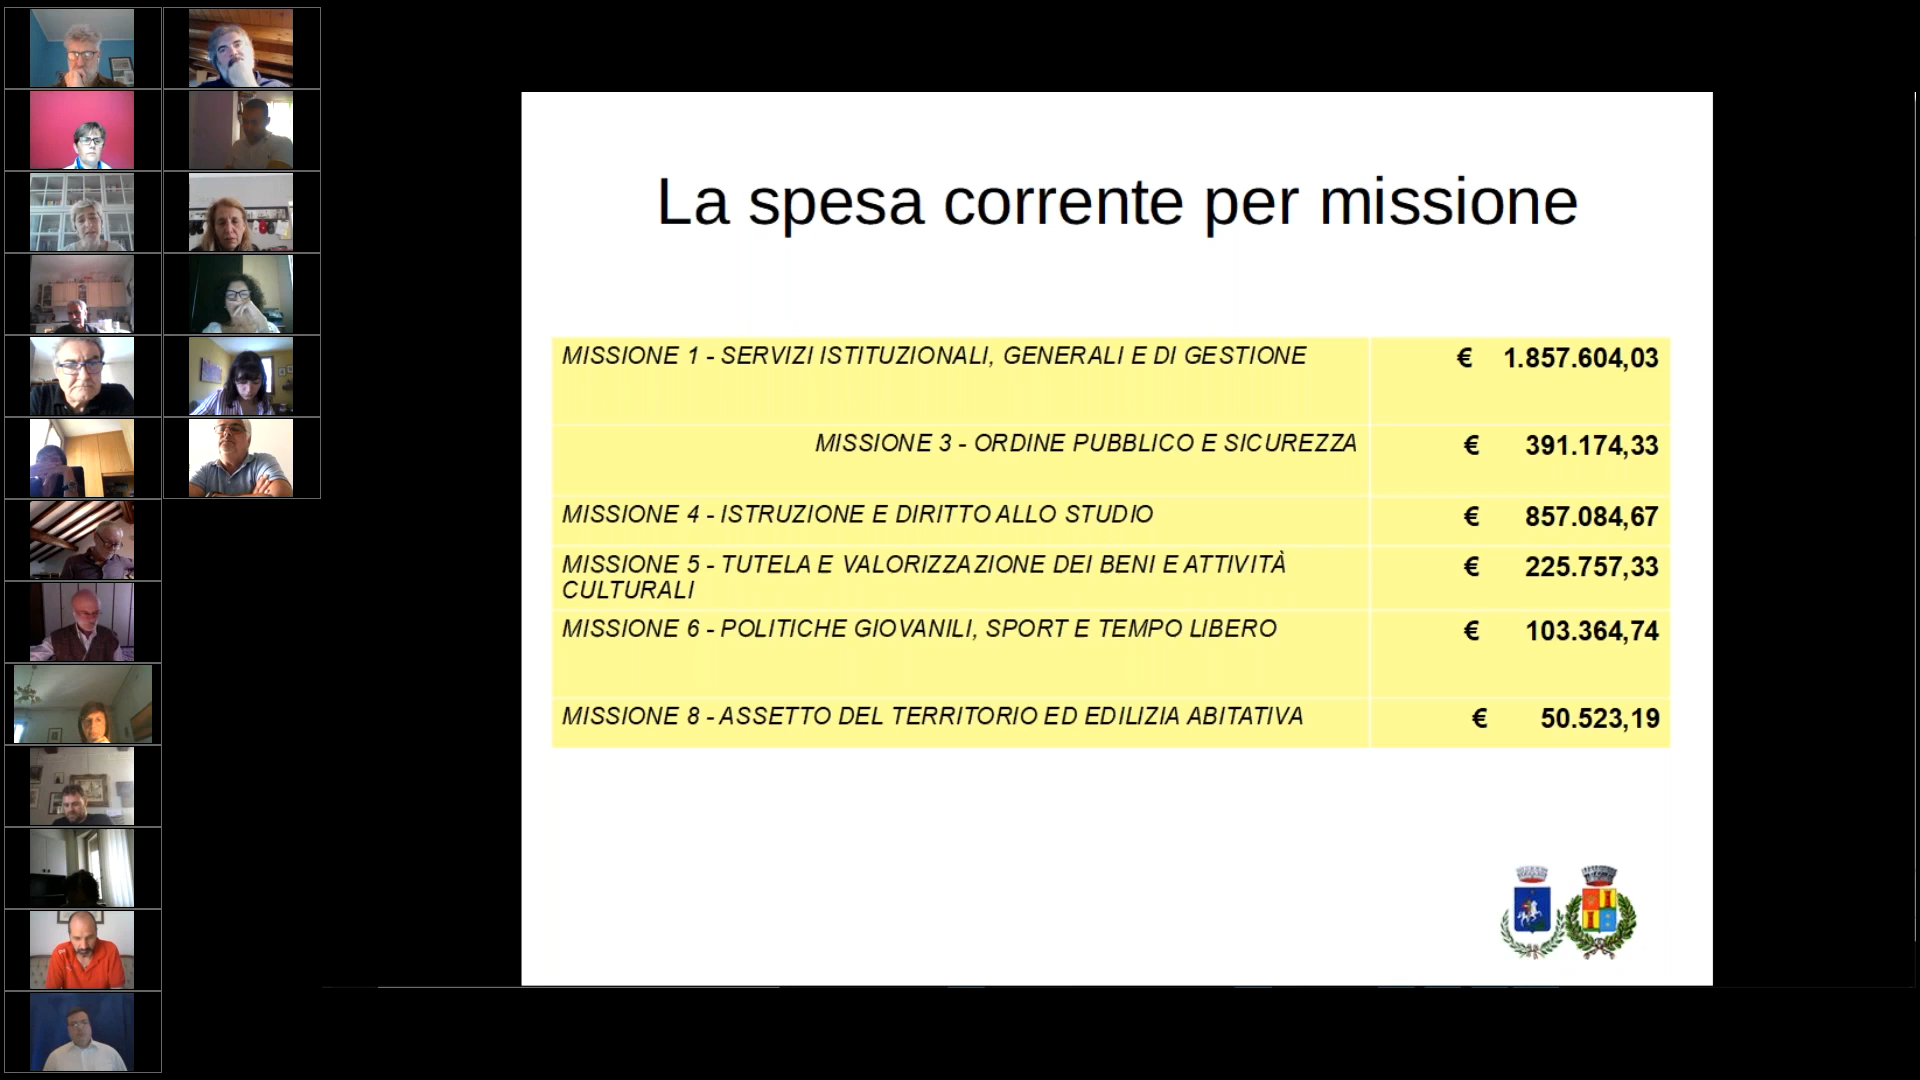 La spesa corrente per missione
MISSIONE 1 - SERVIZI ISTITUZIONALI, GENERALI E DI GESTIONE € 1.857.604,03
MISSIONE 3 - ORDINE PUBBLICO E SICUREZZA € 391.174,33
MISSIONE 4 - ISTRUZIONE E DIRITTO ALLO STUDIO € 857.084,67
MISSIONE 5 - TUTELA E VALORIZZAZIONE DEI BENI E ATTIVITÀ € 225.757,33
CULTURALI
MISSIONE 6 - POLITICHE GIOVANILI, SPORT E TEMPO LIBERO € 103.364,74
MISSIONE 8 - ASSETTO DEL TERRITORIO ED EDILIZIA ABITATIVA € 50.523,19